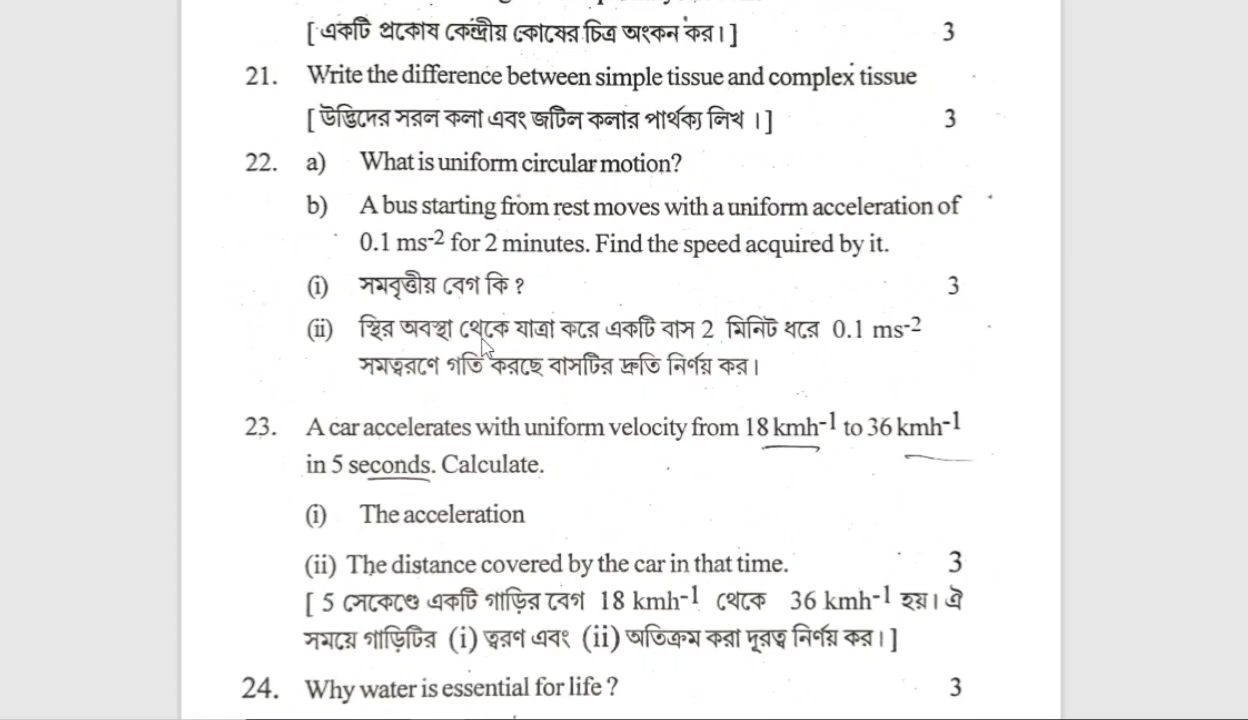 [ একটি প্রকোষ কেন্দ্রীয় কোষের চিত্র অংকন কর। ] 3
21. Write the difference between simple tissue and complex tissue
[ উদ্ভিদের সরল কলা এবং জটিল কলার পার্থক্য লিখ । ] 3
22. a) What is uniform circular motion?
b) A bus starting from rest moves with a uniform acceleration of
0.1 ms-2 for 2 minutes. Find the speed acquired by it.
(i) সমবৃত্তীয় বেগ কি ? 3
(ii) স্থির অবস্থা থেকে যাত্রা করে একটি বাস 2 মিনিট ধরে 0.1 ms-2
সমত্বরণে গতি করছে বাসটির দ্রুতি নির্ণয় কর।
23. A car accelerates with uniform velocity from 18 kmh-1 to 36 kmh-1
in 5 seconds. Calculate.
(i) The acceleration
(ii) The distance covered by the car in that time. 3
[ 5 সেকেণ্ডে একটি গাড়ির বেগ 18 kmh-1 থেকে 36 kmh-1 হয়। ঐ
সময়ে গাড়িটির (i) ত্বরণ এবং (ii) অতিক্রম করা দূরত্ব নির্ণয় কর। ]
24. Why water is essential for life ? 3